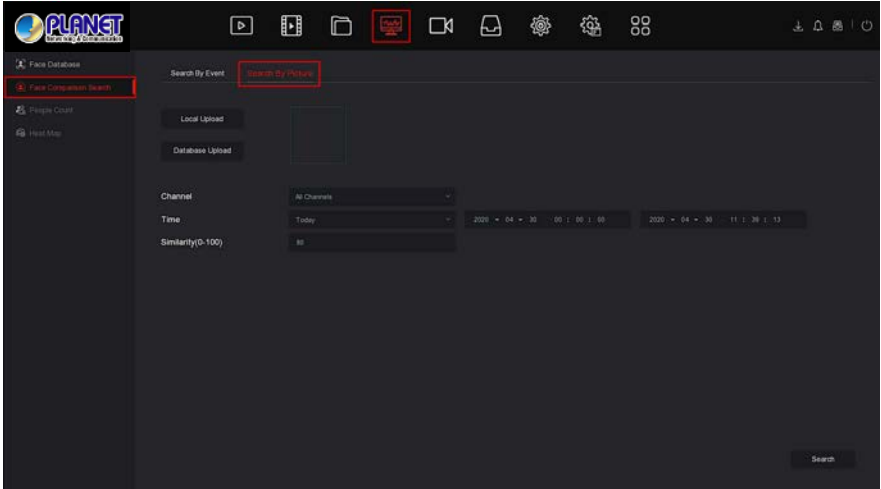 PLANET
Networking & Communication
Face Database
Face Comparison Search
People Count
Heat Map
Search By Event
Search By Picture
Local Upload
Database Upload
Channel
All Channels
Time
Today
2020 - 04 - 30 00 : 00 : 00
2020 - 04 - 30 11 : 39 : 13
Similarity(0-100)
80
Search